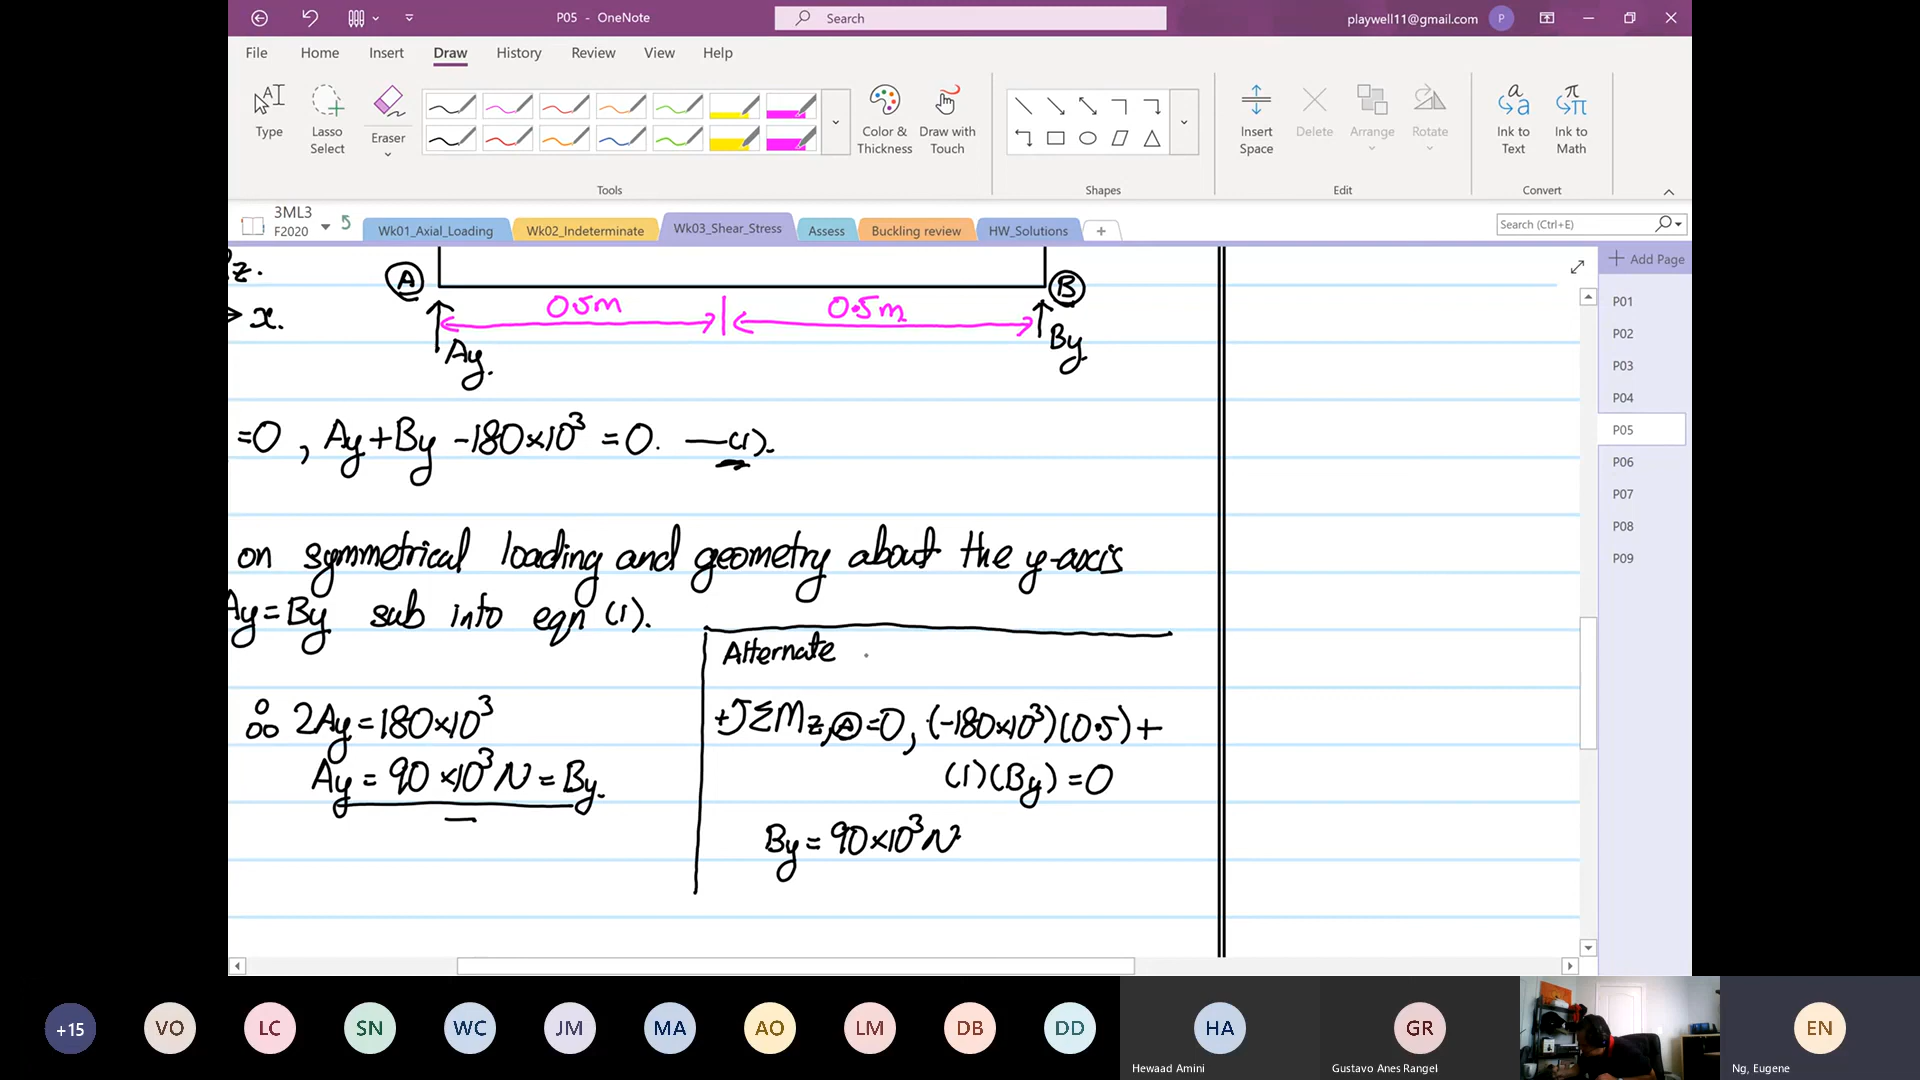 P05 - OneNote
Search
playwell11@gmail.com
P
File Home Insert Draw History Review View Help
Type
Lasso Select
Eraser
Color & Thickness
Draw with Touch
Insert Space
Delete
Arrange
Rotate
Ink to Text
Ink to Math
Tools
Shapes
Edit
Convert
3ML3 F2020
Wk01_Axial_Loading
Wk02_Indeterminate
Wk03_Shear_Stress
Assess
Buckling review
HW_Solutions
Search (Ctrl+E)
Add Page
P01
P02
P03
P04
P05
P06
P07
P08
P09
z.
A
B
0.5m
0.5m
x.
Ay.
By
=0, Ay+By -180×10³ =0. —(1).
on symmetrical loading and geometry about the y-axis
Ay=By sub into eqn (1).
Alternate
∴ 2Ay=180×10³
Ay = 90×10³ N = By.
+ΣMz,A=0, (-180×10³)(0.5)+
(1)(By)=0
By=90×10³ N
+15
VO
LC
SN
WC
JM
MA
AO
LM
DB
DD
HA
Hewaad Amini
GR
Gustavo Anes Rangel
EN
Ng, Eugene